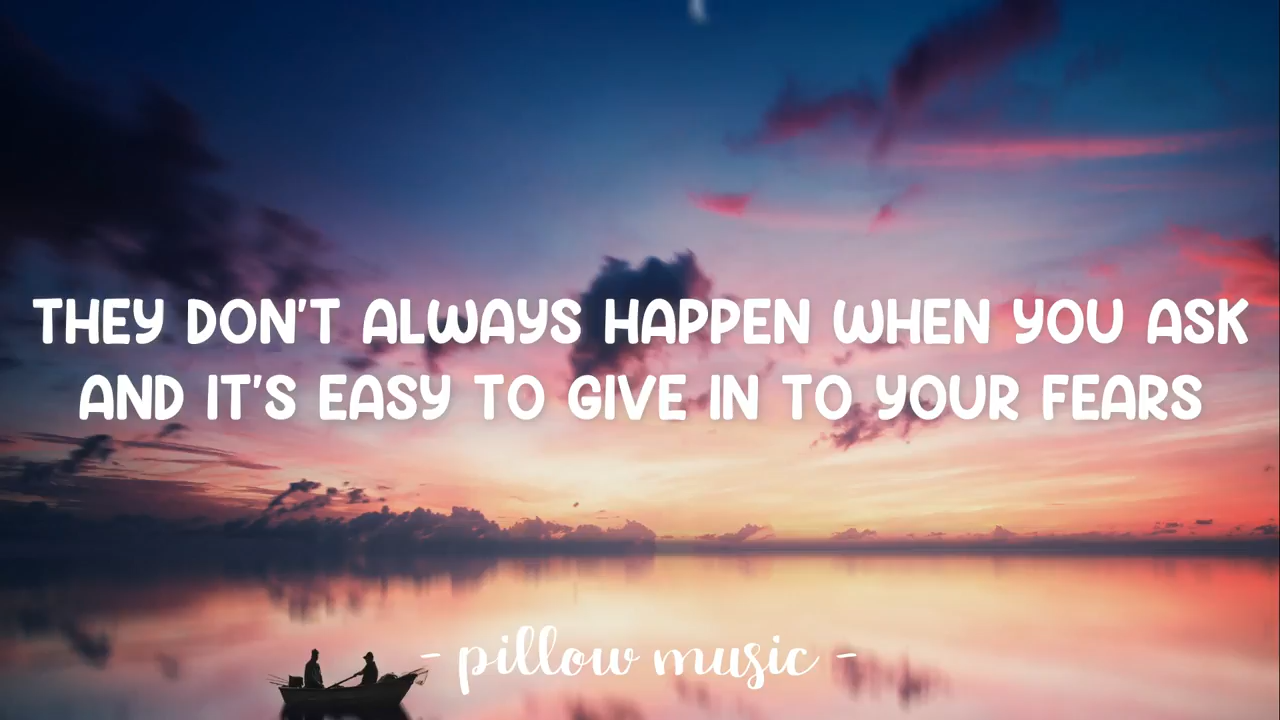 THEY DON'T ALWAYS HAPPEN WHEN YOU ASK
AND IT'S EASY TO GIVE IN TO YOUR FEARS
- pillow music -